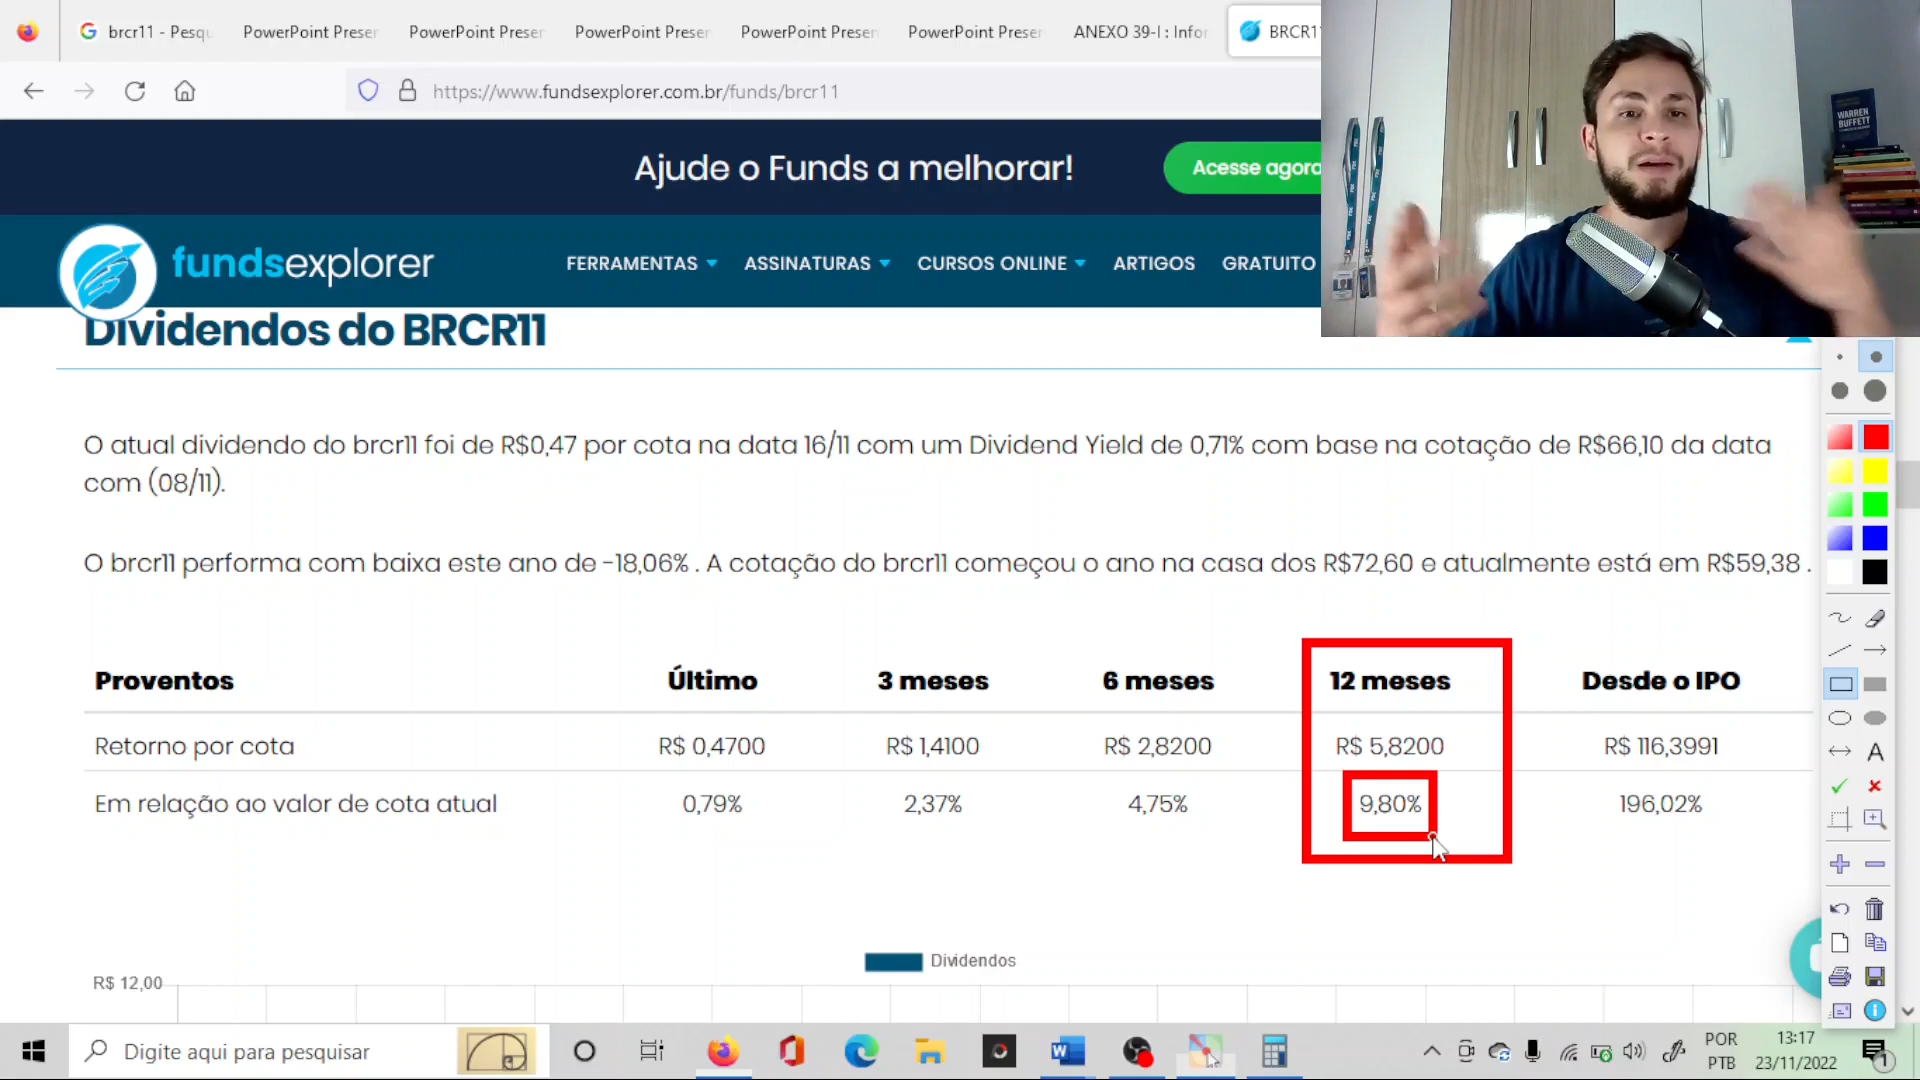 brcr11 - Pesqu
PowerPoint Presen
PowerPoint Presen
PowerPoint Presen
PowerPoint Presen
PowerPoint Presen
ANEXO 39-I : Infor
BRCR11
https://www.fundsexplorer.com.br/funds/brcr11
WARREN
BUFFETT
Ajude o Funds a melhorar!
Acesse agora
fundsexplorer
FERRAMENTAS
ASSINATURAS
CURSOS ONLINE
ARTIGOS
GRATUITO
Dividendos do BRCR11
O atual dividendo do brcr11 foi de R$0,47 por cota na data 16/11 com um Dividend Yield de 0,71% com base na cotação de R$66,10 da data
com (08/11).
O brcr11 performa com baixa este ano de -18,06% . A cotação do brcr11 começou o ano na casa dos R$72,60 e atualmente está em R$59,38 .
Proventos Último 3 meses 6 meses 12 meses Desde o IPO
Retorno por cota R$ 0,4700 R$ 1,4100 R$ 2,8200 R$ 5,8200 R$ 116,3991
Em relação ao valor de cota atual 0,79% 2,37% 4,75% 9,80% 196,02%
Dividendos
R$ 12,00
Digite aqui para pesquisar
POR
PTB
13:17
23/11/2022
1